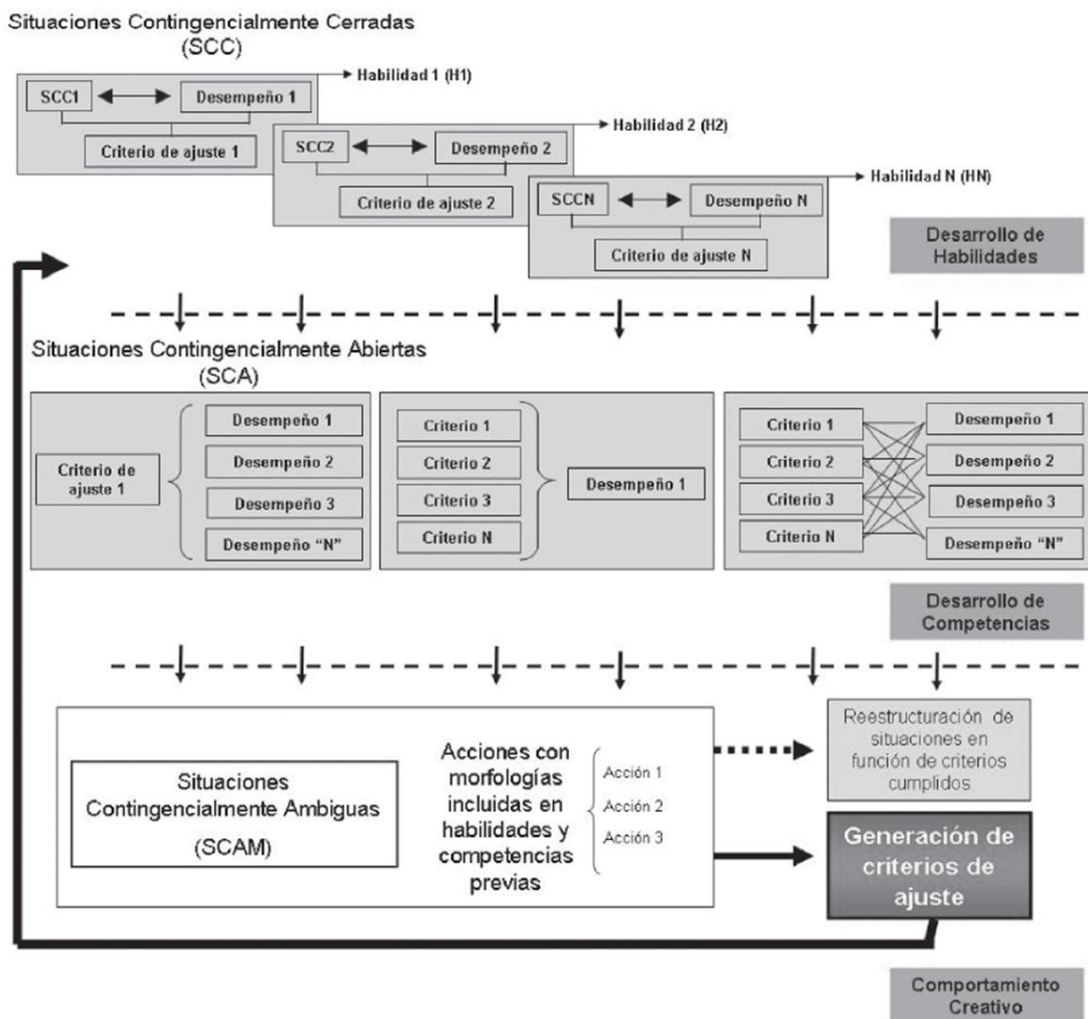 Situaciones Contingencialmente Cerradas
(SCC)
Habilidad 1 (H1)
SCC1
Desempeño 1
Criterio de ajuste 1
Habilidad 2 (H2)
SCC2
Desempeño 2
Criterio de ajuste 2
Habilidad N (HN)
SCCN
Desempeño N
Criterio de ajuste N
Desarrollo de
Habilidades
Situaciones Contingencialmente Abiertas
(SCA)
Criterio de
ajuste 1
Desempeño 1
Desempeño 2
Desempeño 3
Desempeño “N”
Criterio 1
Criterio 2
Criterio 3
Criterio N
Desempeño 1
Criterio 1
Criterio 2
Criterio 3
Criterio N
Desempeño 1
Desempeño 2
Desempeño 3
Desempeño “N”
Desarrollo de
Competencias
Situaciones
Contingencialmente Ambiguas
(SCAM)
Acciones con
morfologías
incluidas en
habilidades y
competencias
previas
Acción 1
Acción 2
Acción 3
Reestructuración de
situaciones en
función de criterios
cumplidos
Generación de
criterios de
ajuste
Comportamiento
Creativo